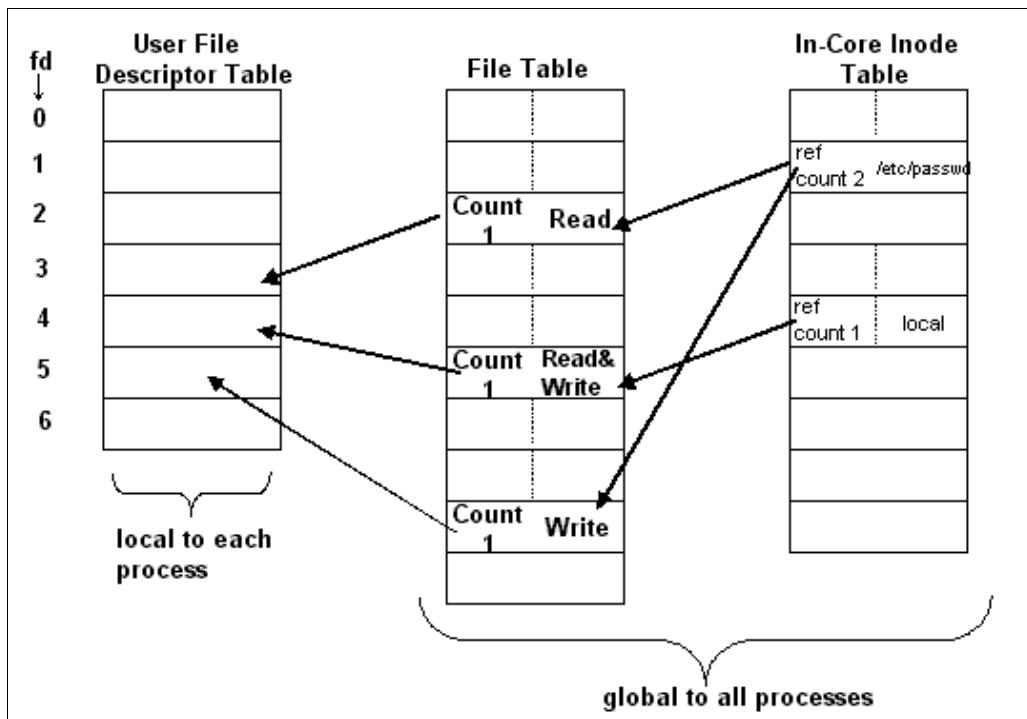 fd
User File
Descriptor Table
File Table
In-Core Inode
Table
0
1
2
3
4
5
6
Count
1
Read
Count
1
Read&
Write
Count
1
Write
ref
count 2
/etc/passwd
ref
count 1
local
local to each
process
global to all processes